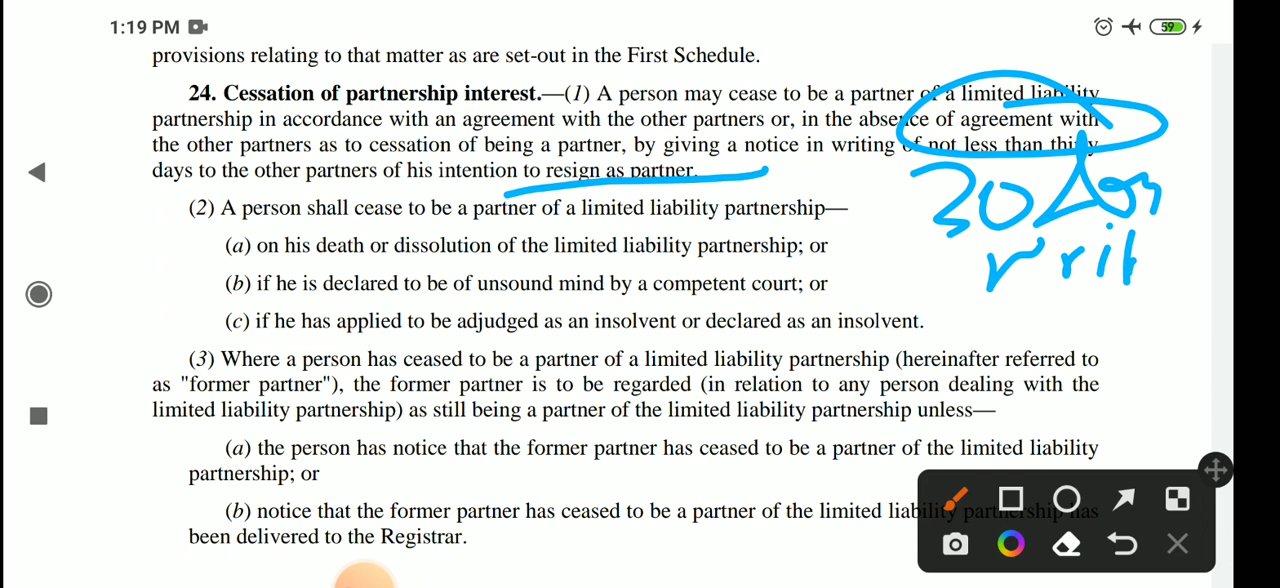 1:19 PM
59
provisions relating to that matter as are set-out in the First Schedule.
24. Cessation of partnership interest.—(1) A person may cease to be a partner of a limited liability
partnership in accordance with an agreement with the other partners or, in the absence of agreement with
the other partners as to cessation of being a partner, by giving a notice in writing of not less than thirty
days to the other partners of his intention to resign as partner.
30
(2) A person shall cease to be a partner of a limited liability partnership—
(a) on his death or dissolution of the limited liability partnership; or
(b) if he is declared to be of unsound mind by a competent court; or
(c) if he has applied to be adjudged as an insolvent or declared as an insolvent.
(3) Where a person has ceased to be a partner of a limited liability partnership (hereinafter referred to
as "former partner"), the former partner is to be regarded (in relation to any person dealing with the
limited liability partnership) as still being a partner of the limited liability partnership unless—
(a) the person has notice that the former partner has ceased to be a partner of the limited liability
partnership; or
(b) notice that the former partner has ceased to be a partner of the limited liability partnership has
been delivered to the Registrar.